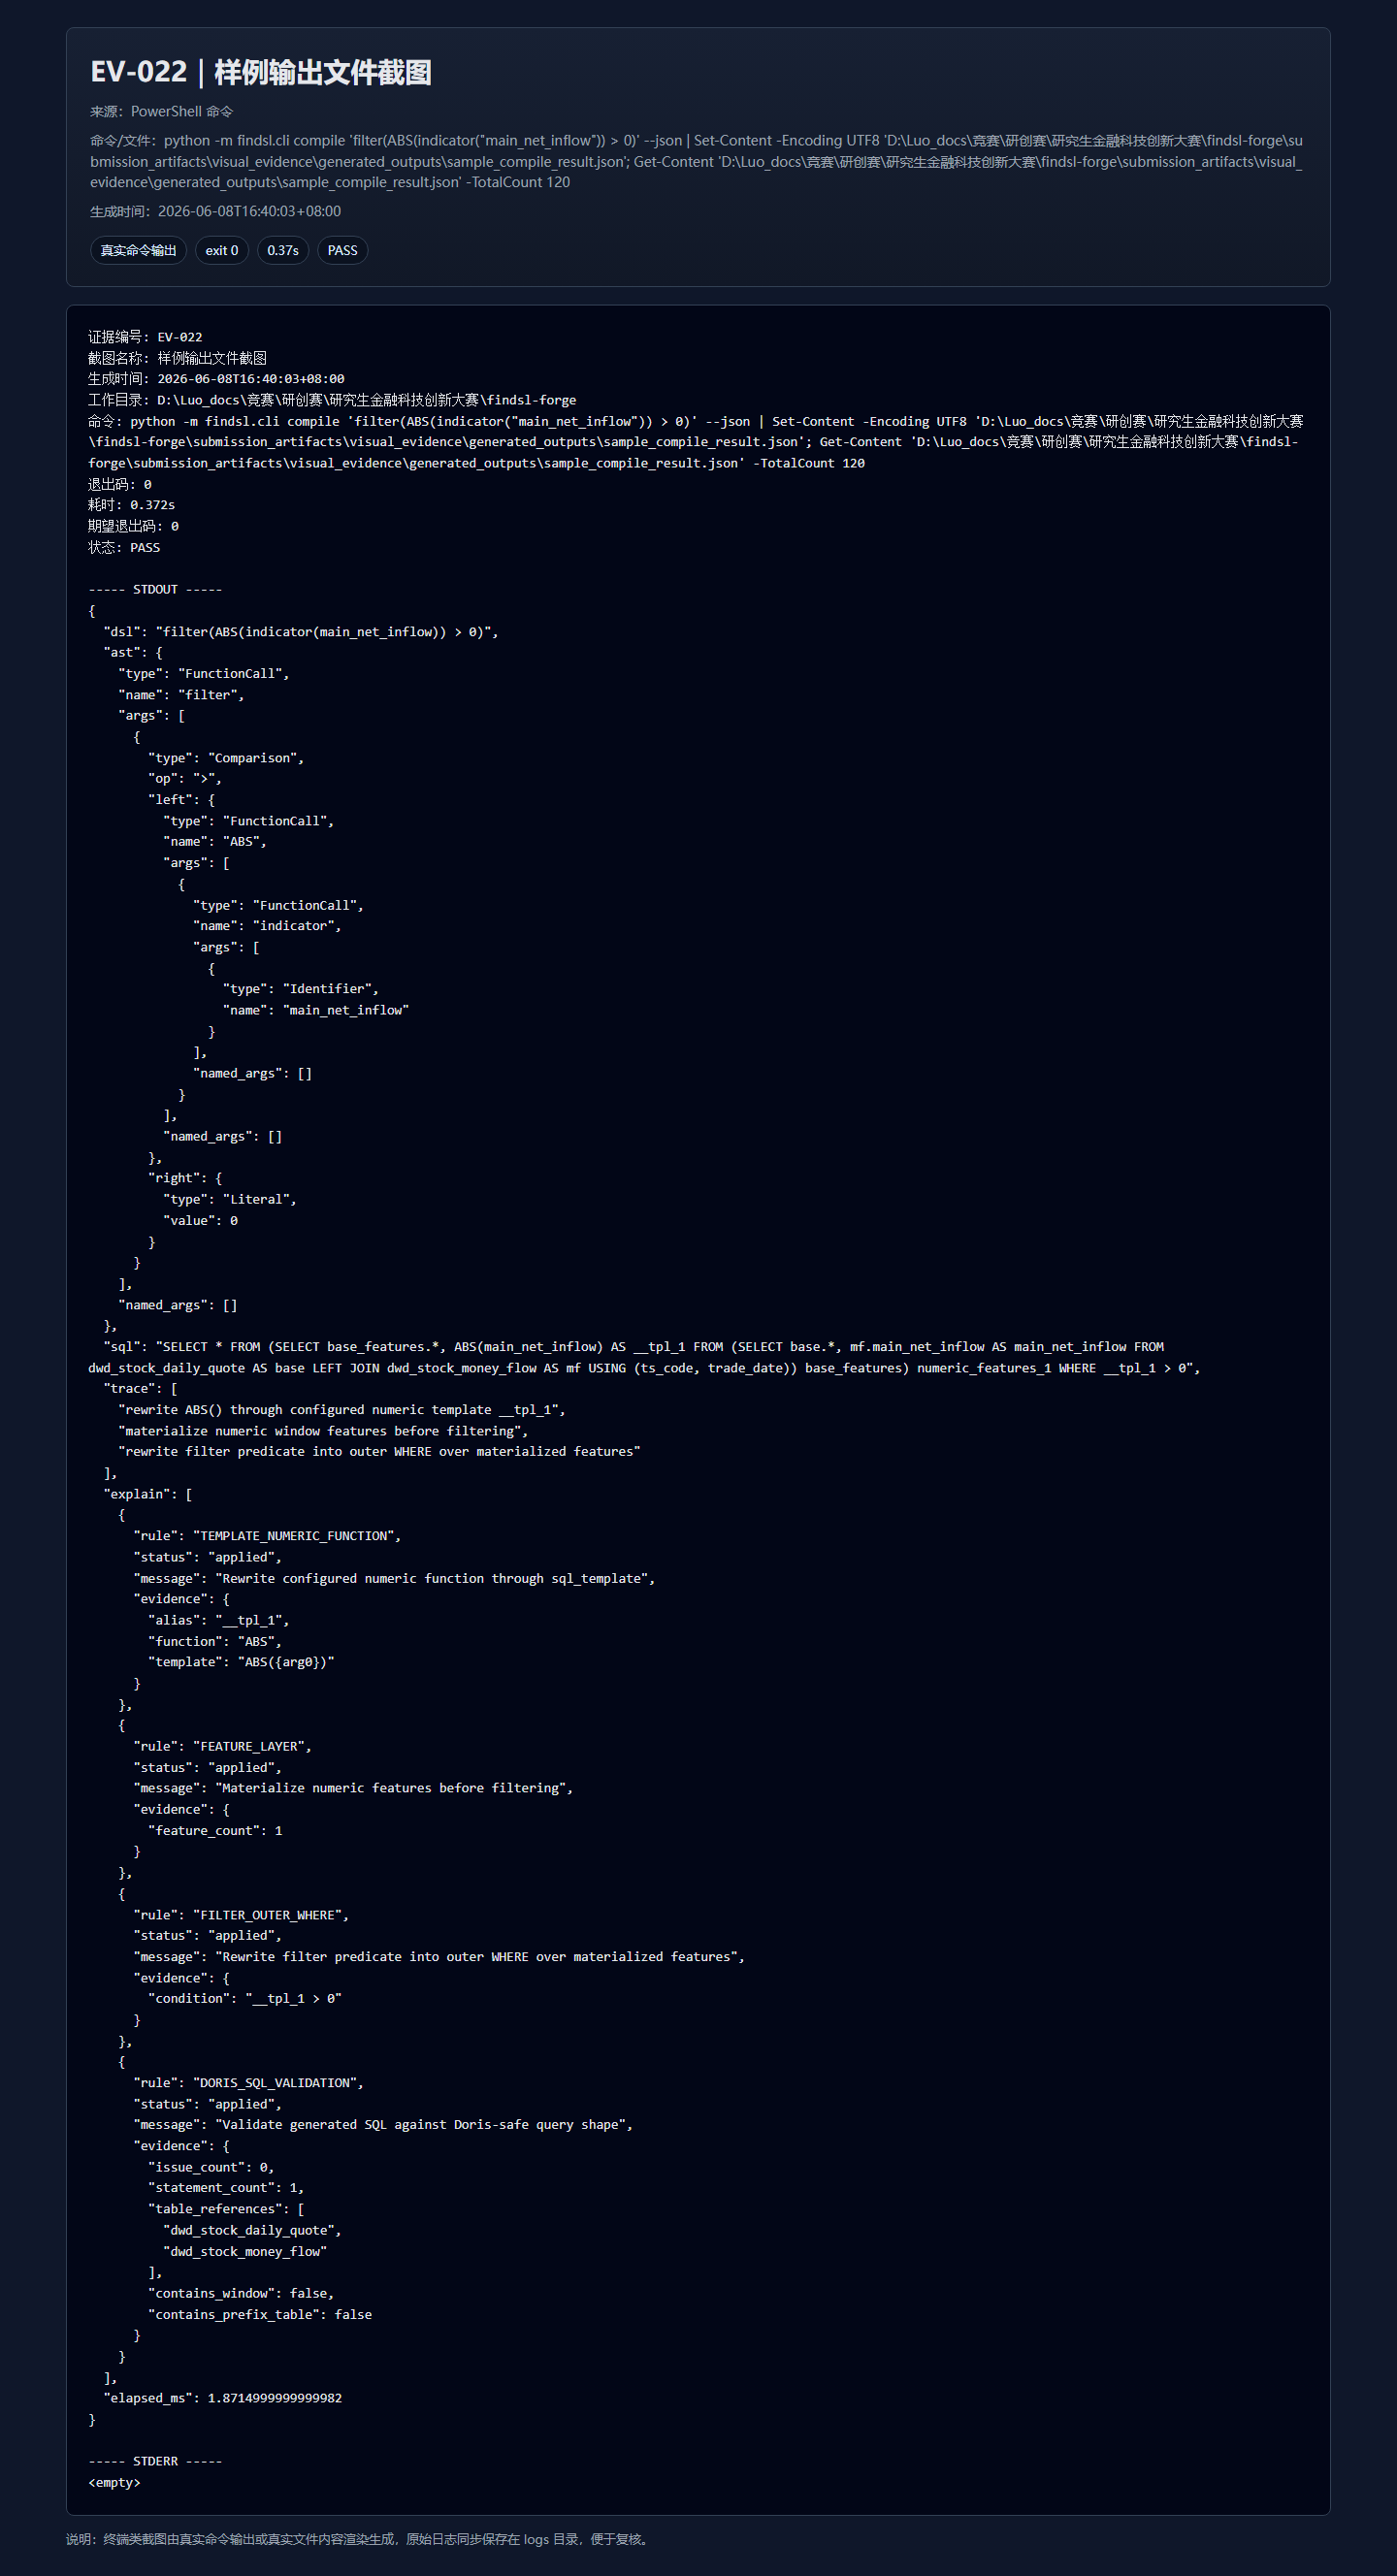 EV-022 | 样例输出文件截图
来源：PowerShell 命令
命令/文件：python -m findsl.cli compile 'filter(ABS(indicator("main_net_inflow")) > 0)' --json | Set-Content -Encoding UTF8 'D:\Luo_docs\竞赛\研创赛\研究生金融科技创新大赛\findsl-forge\su
bmission_artifacts\visual_evidence\generated_outputs\sample_compile_result.json'; Get-Content 'D:\Luo_docs\竞赛\研创赛\研究生金融科技创新大赛\findsl-forge\submission_artifacts\visual_
evidence\generated_outputs\sample_compile_result.json' -TotalCount 120
生成时间：2026-06-08T16:40:03+08:00
真实命令输出 exit 0 0.37s PASS
证据编号: EV-022
截图名称: 样例输出文件截图
生成时间: 2026-06-08T16:40:03+08:00
工作目录: D:\Luo_docs\竞赛\研创赛\研究生金融科技创新大赛\findsl-forge
命令: python -m findsl.cli compile 'filter(ABS(indicator("main_net_inflow")) > 0)' --json | Set-Content -Encoding UTF8 'D:\Luo_docs\竞赛\研创赛\研究生金融科技创新大赛
\findsl-forge\submission_artifacts\visual_evidence\generated_outputs\sample_compile_result.json'; Get-Content 'D:\Luo_docs\竞赛\研创赛\研究生金融科技创新大赛\findsl-
forge\submission_artifacts\visual_evidence\generated_outputs\sample_compile_result.json' -TotalCount 120
退出码: 0
耗时: 0.372s
期望退出码: 0
状态: PASS
----- STDOUT -----
{
  "dsl": "filter(ABS(indicator(main_net_inflow)) > 0)",
  "ast": {
    "type": "FunctionCall",
    "name": "filter",
    "args": [
      {
        "type": "Comparison",
        "op": ">",
        "left": {
          "type": "FunctionCall",
          "name": "ABS",
          "args": [
            {
              "type": "FunctionCall",
              "name": "indicator",
              "args": [
                {
                  "type": "Identifier",
                  "name": "main_net_inflow"
                }
              ],
              "named_args": []
            }
          ],
          "named_args": []
        },
        "right": {
          "type": "Literal",
          "value": 0
        }
      }
    ],
    "named_args": []
  },
  "sql": "SELECT * FROM (SELECT base_features.*, ABS(main_net_inflow) AS __tpl_1 FROM (SELECT base.*, mf.main_net_inflow AS main_net_inflow FROM
dwd_stock_daily_quote AS base LEFT JOIN dwd_stock_money_flow AS mf USING (ts_code, trade_date)) base_features) numeric_features_1 WHERE __tpl_1 > 0",
  "trace": [
    "rewrite ABS() through configured numeric template __tpl_1",
    "materialize numeric window features before filtering",
    "rewrite filter predicate into outer WHERE over materialized features"
  ],
  "explain": [
    {
      "rule": "TEMPLATE_NUMERIC_FUNCTION",
      "status": "applied",
      "message": "Rewrite configured numeric function through sql_template",
      "evidence": {
        "alias": "__tpl_1",
        "function": "ABS",
        "template": "ABS({arg0})"
      }
    },
    {
      "rule": "FEATURE_LAYER",
      "status": "applied",
      "message": "Materialize numeric features before filtering",
      "evidence": {
        "feature_count": 1
      }
    },
    {
      "rule": "FILTER_OUTER_WHERE",
      "status": "applied",
      "message": "Rewrite filter predicate into outer WHERE over materialized features",
      "evidence": {
        "condition": "__tpl_1 > 0"
      }
    },
    {
      "rule": "DORIS_SQL_VALIDATION",
      "status": "applied",
      "message": "Validate generated SQL against Doris-safe query shape",
      "evidence": {
        "issue_count": 0,
        "statement_count": 1,
        "table_references": [
          "dwd_stock_daily_quote",
          "dwd_stock_money_flow"
        ],
        "contains_window": false,
        "contains_prefix_table": false
      }
    }
  ],
  "elapsed_ms": 1.8714999999999982
}
----- STDERR -----
<empty>
说明：终端类截图由真实命令输出或真实文件内容渲染生成，原始日志同步保存在 logs 目录，便于复核。